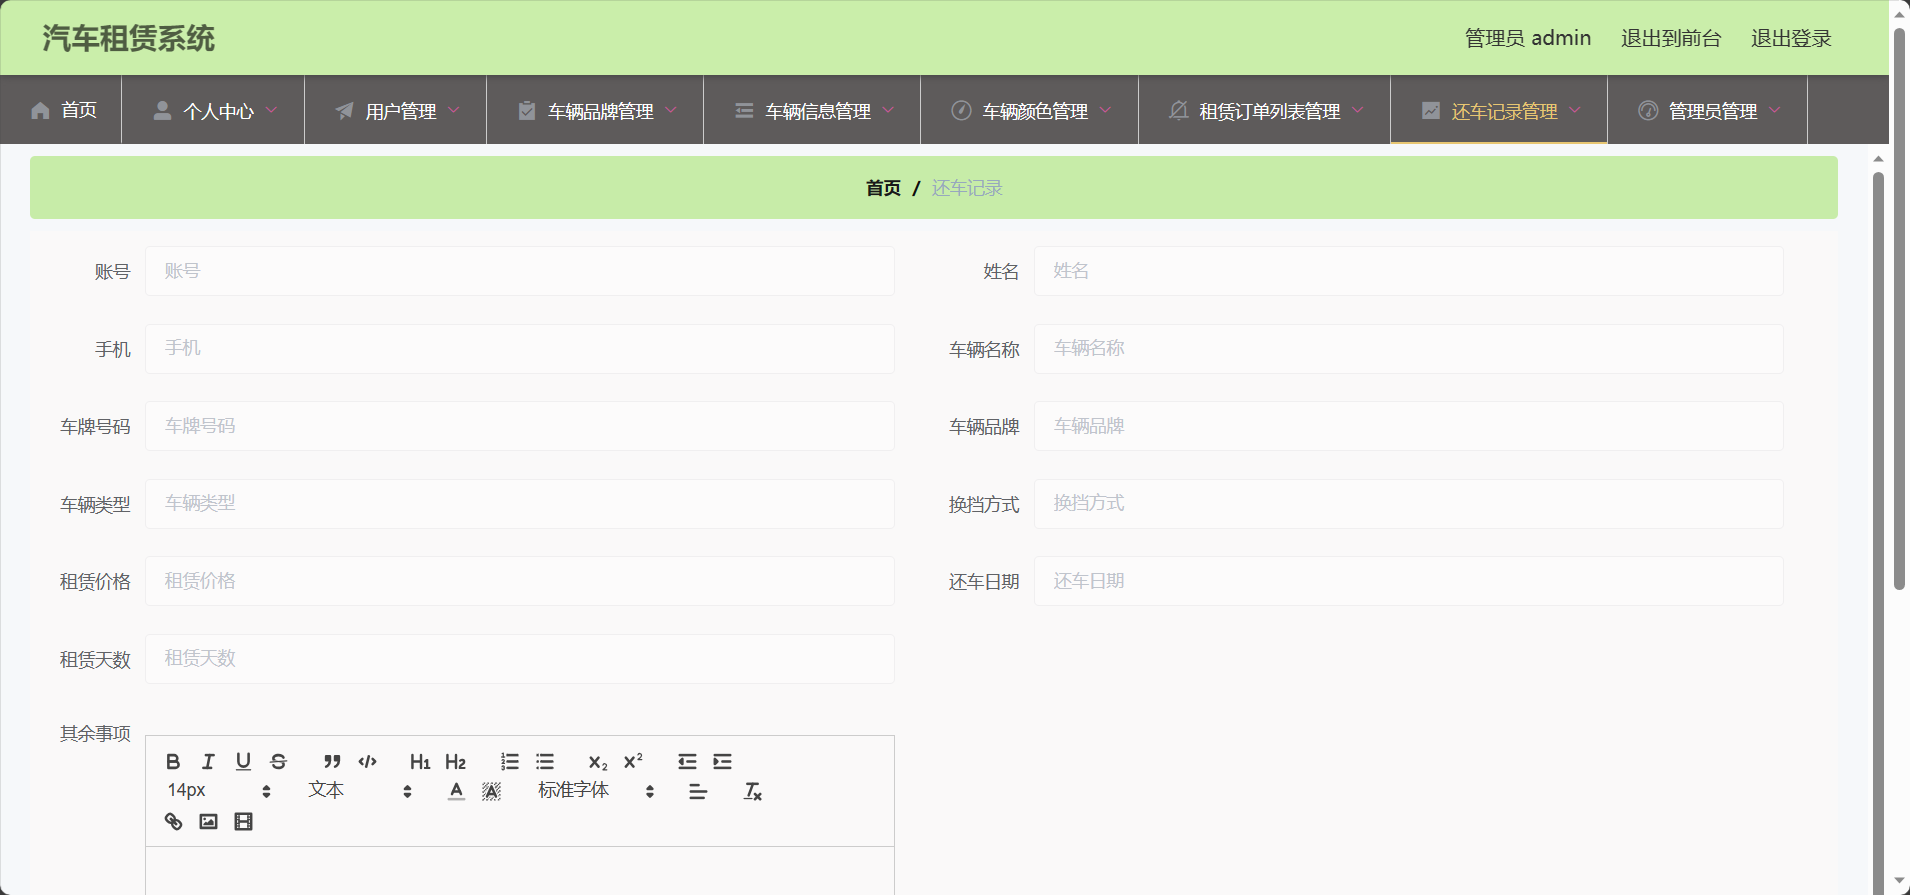 汽车租赁系统
管理员 admin 退出到前台 退出登录
首页 个人中心 用户管理 车辆品牌管理 车辆信息管理 车辆颜色管理 租赁订单列表管理 还车记录管理 管理员管理
首页 / 还车记录
账号 账号 姓名 姓名
手机 手机 车辆名称 车辆名称
车牌号码 车牌号码 车辆品牌 车辆品牌
车辆类型 车辆类型 换挡方式 换挡方式
租赁价格 租赁价格 还车日期 还车日期
租赁天数 租赁天数
其余事项
B I U S H1 H2 x2 x2
14px 文本 A A 标准字体 Tx